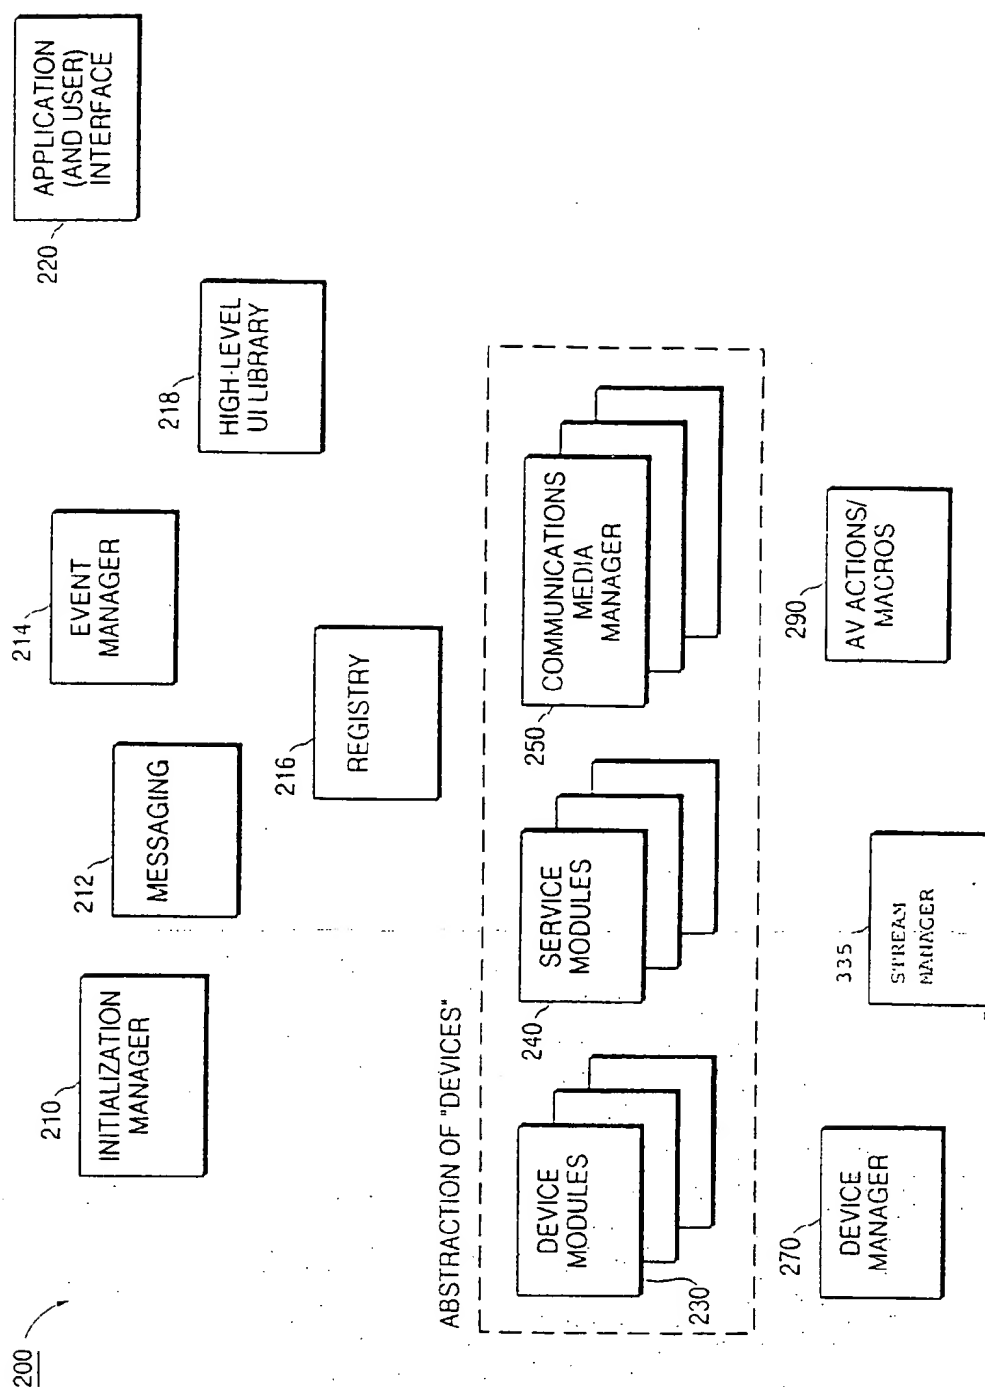 200
210
INITIALIZATION
MANAGER
212
MESSAGING
214
EVENT
MANAGER
216
REGISTRY
218
HIGH-LEVEL
UI LIBRARY
220
APPLICATION
(AND USER)
INTERFACE
ABSTRACTION OF "DEVICES"
230
DEVICE
MODULES
240
SERVICE
MODULES
250
COMMUNICATIONS
MEDIA
MANAGER
270
DEVICE
MANAGER
335
STREAM
MANAGER
290
AV ACTIONS/
MACROS